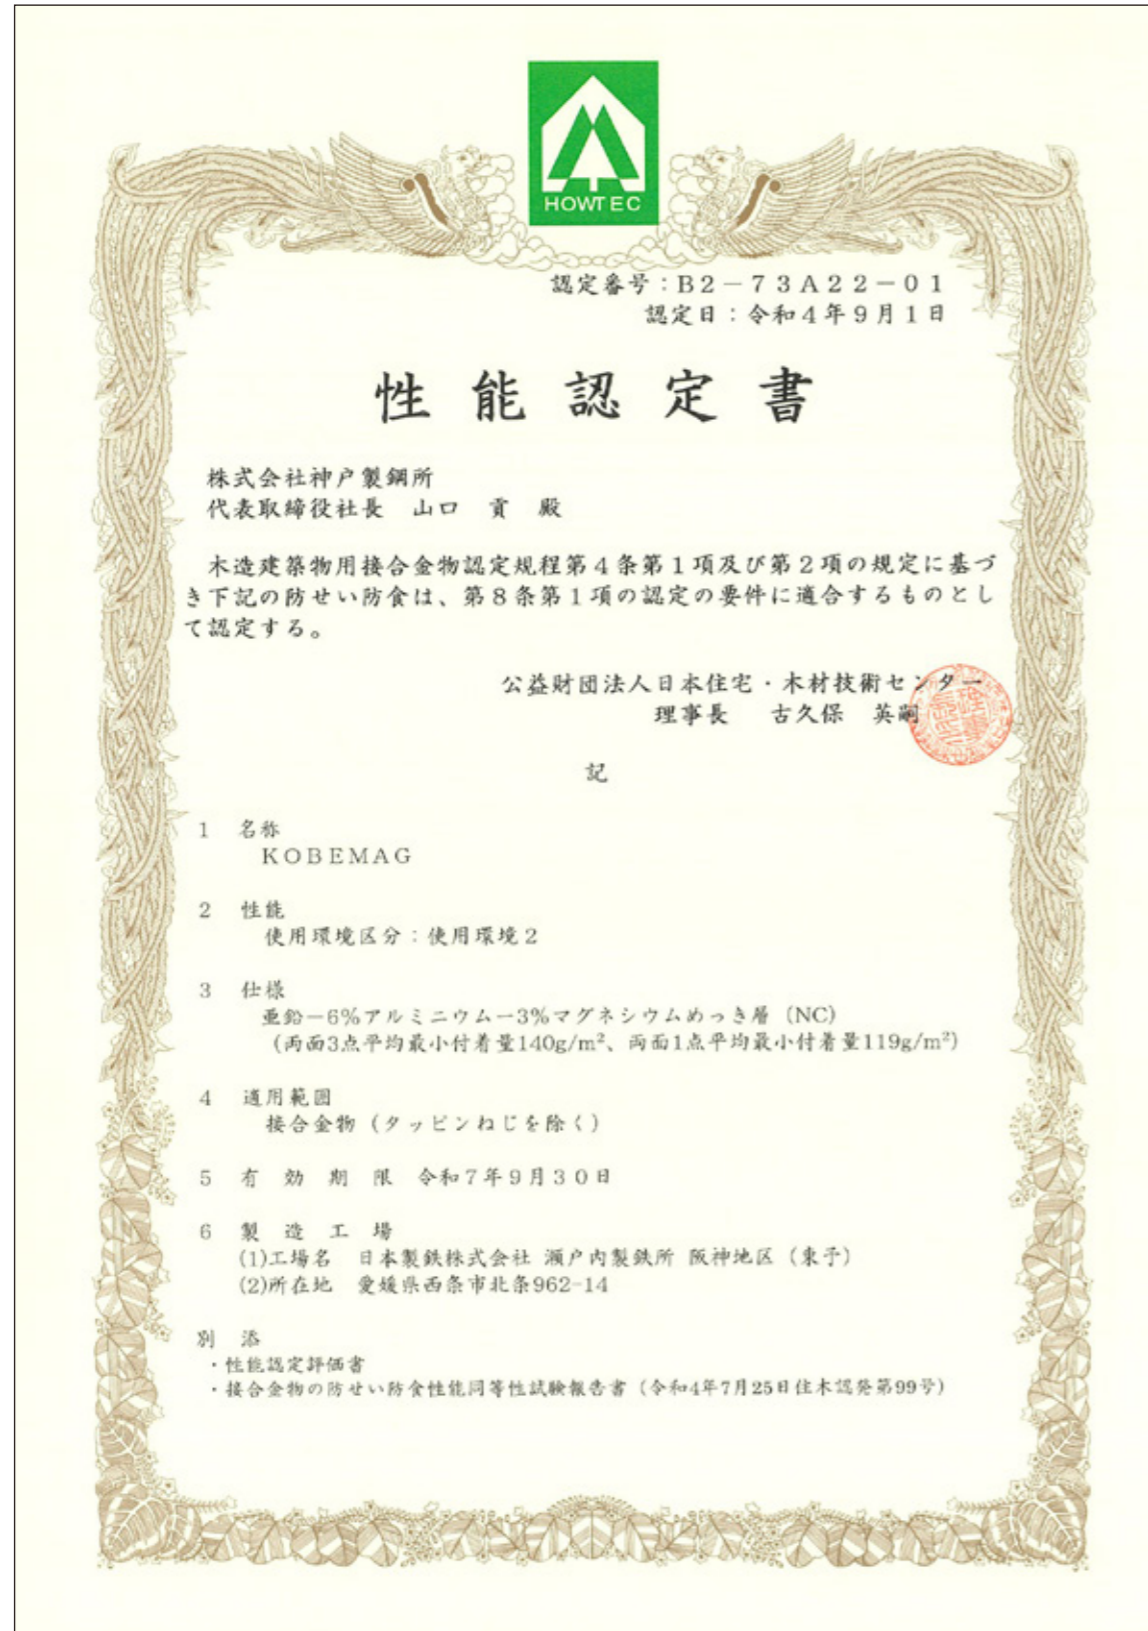 HOWTEC
認定番号：B2－73A22－01
認定日：令和4年9月1日
性能認定書
株式会社神戸製鋼所
代表取締役社長　山口　貢　殿
木造建築物用接合金物認定規程第4条第1項及び第2項の規定に基づ
き下記の防せい防食は、第8条第1項の認定の要件に適合するものとし
て認定する。
公益財団法人日本住宅・木材技術センター
理事長　古久保　英嗣
記
1　名称
KOBEMAG
2　性能
使用環境区分：使用環境2
3　仕様
亜鉛－6%アルミニウム－3%マグネシウムめっき層（NC）
（両面3点平均最小付着量140g/m²、両面1点平均最小付着量119g/m²）
4　適用範囲
接合金物（タッピンねじを除く）
5　有　効　期　限　令和7年9月30日
6　製　造　工　場
(1)工場名　日本製鉄株式会社 瀬戸内製鉄所 阪神地区（東予）
(2)所在地　愛媛県西条市北条962-14
別　添
・性能認定評価書
・接合金物の防せい防食性能同等性試験報告書（令和4年7月25日住木認発第99号）